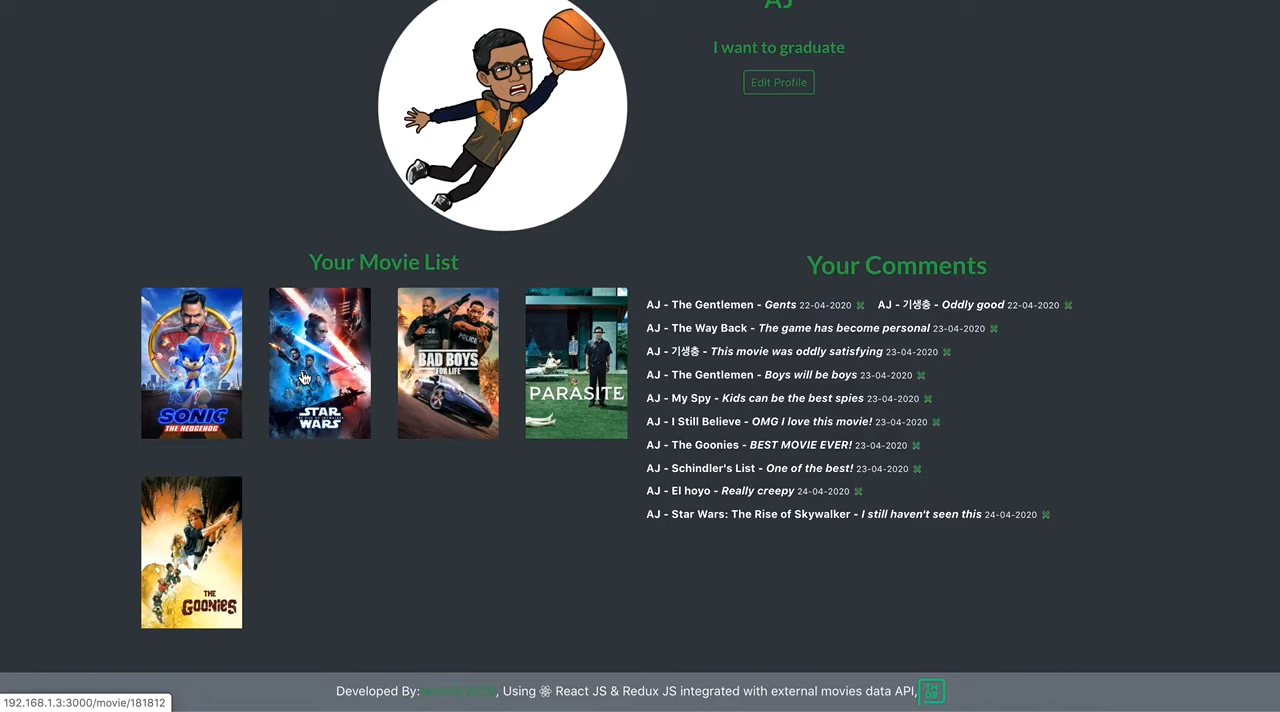 AJ
I want to graduate
Edit Profile
Your Movie List
Your Comments
SONIC
THE HEDGEHOG
STAR
THE RISE OF SKYWALKER
WARS
POLICE
BAD BOYS
FOR LIFE
PARASITE
THE
GOONIES
AJ - The Gentlemen - Gents 22-04-2020 AJ - 기생충 - Oddly good 22-04-2020
AJ - The Way Back - The game has become personal 23-04-2020
AJ - 기생충 - This movie was oddly satisfying 23-04-2020
AJ - The Gentlemen - Boys will be boys 23-04-2020
AJ - My Spy - Kids can be the best spies 23-04-2020
AJ - I Still Believe - OMG I love this movie! 23-04-2020
AJ - The Goonies - BEST MOVIE EVER! 23-04-2020
AJ - Schindler's List - One of the best! 23-04-2020
AJ - El hoyo - Really creepy 24-04-2020
AJ - Star Wars: The Rise of Skywalker - I still haven't seen this 24-04-2020
Developed By: , Using React JS & Redux JS integrated with external movies data API,
192.168.1.3:3000/movie/181812